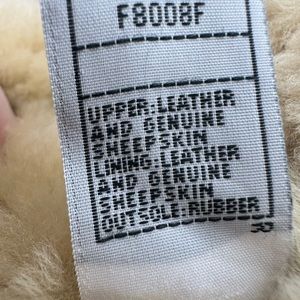 F8008F
UPPER:LEATHER
AND GENUINE
SHEEPSKIN
LINING:LEATHER
AND GENUINE
SHEEPSKIN
OUTSOLE:RUBBER